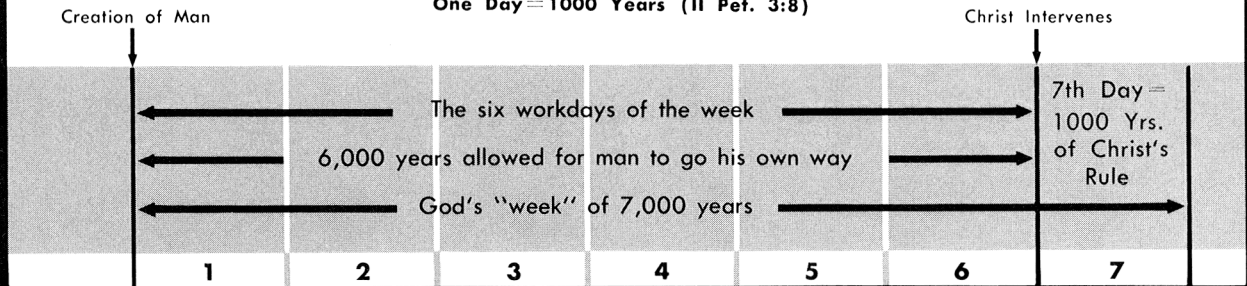 One Day = 1000 Years (II Pet. 3:8)
Creation of Man
Christ Intervenes
The six workdays of the week
6,000 years allowed for man to go his own way
God's "week" of 7,000 years
7th Day =
1000 Yrs.
of Christ's
Rule
1 2 3 4 5 6 7